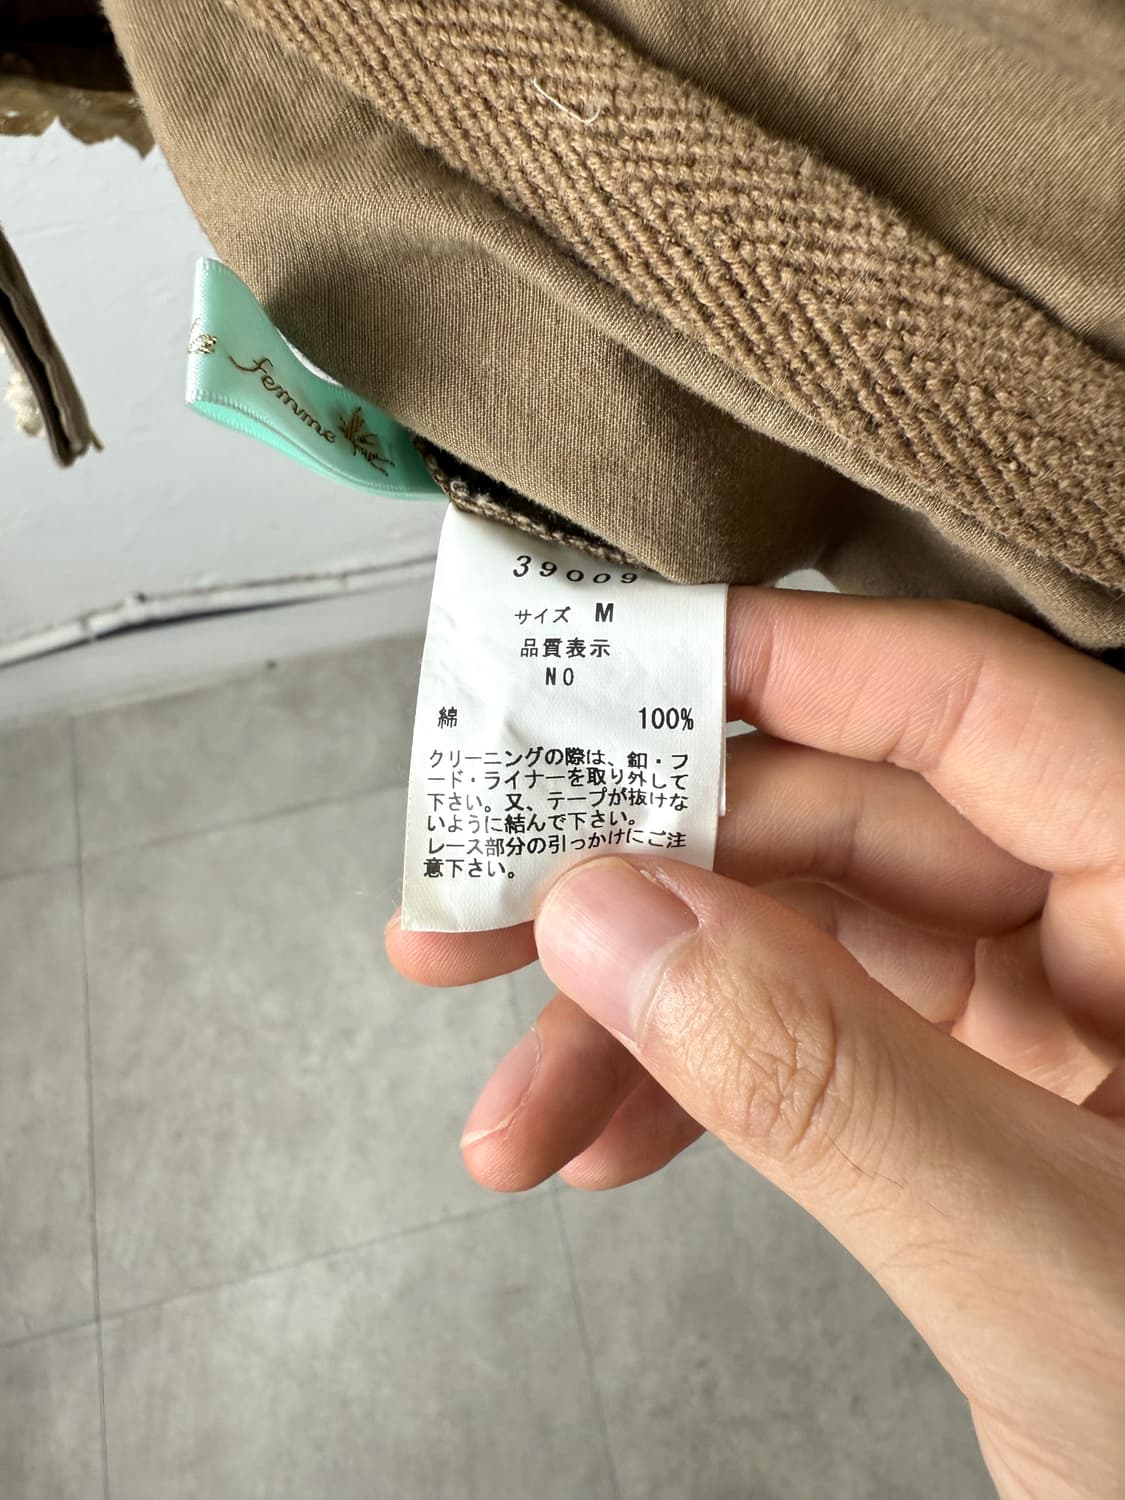 femme
39009
サイズ M
品質表示
NO
綿 100%
クリーニングの際は、釦・フ
ード・ライナーを取り外して
下さい。又、テープが抜けな
いように結んで下さい。
レース部分の引っかけにご注
意下さい。